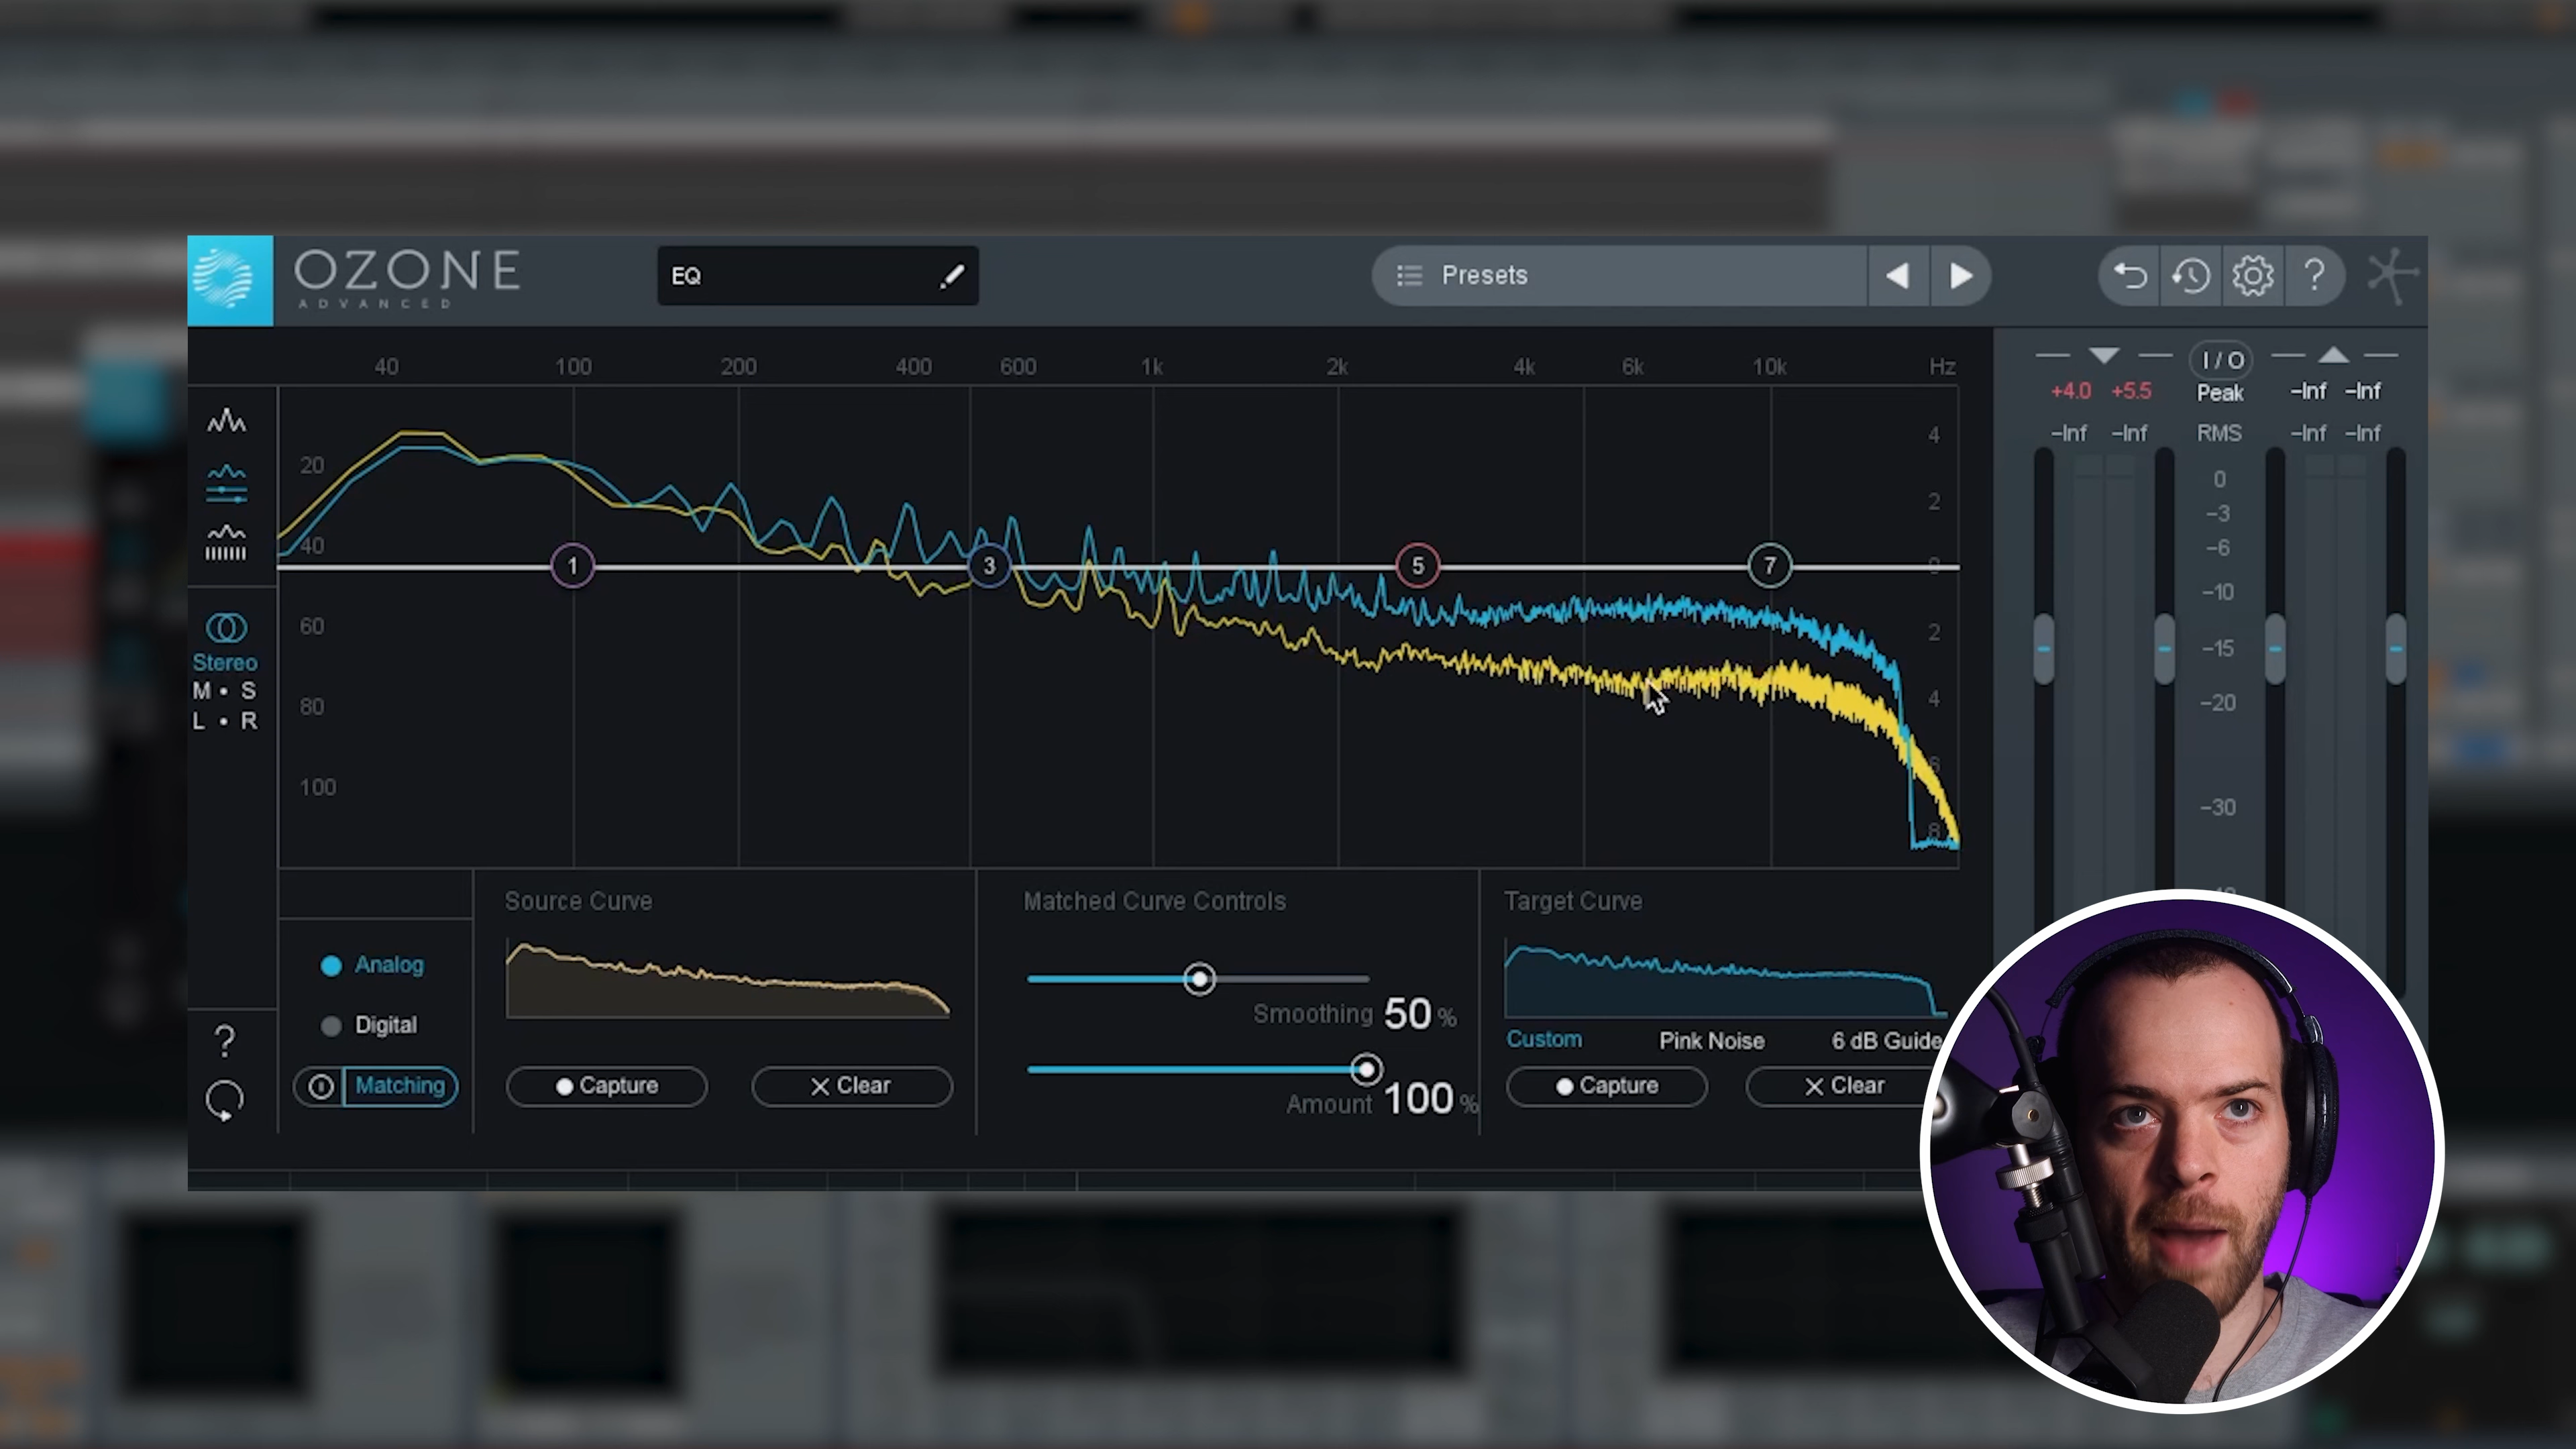 OZONE
ADVANCED
EQ
Presets
?
40 100 200 400 600 1k 2k 4k 6k 10k Hz
I / O
+4.0 +5.5 Peak -Inf -Inf
-Inf -Inf RMS -Inf -Inf
20
40
60
80
100
4
2
0
2
4
6
8
1 3 5 7
0
-3
-6
-10
-15
-20
-30
Stereo
M • S
L • R
?
Analog
Digital
Matching
Source Curve
Capture
Clear
Matched Curve Controls
Smoothing 50 %
Amount 100 %
Target Curve
Custom Pink Noise 6 dB Guide
Capture
Clear